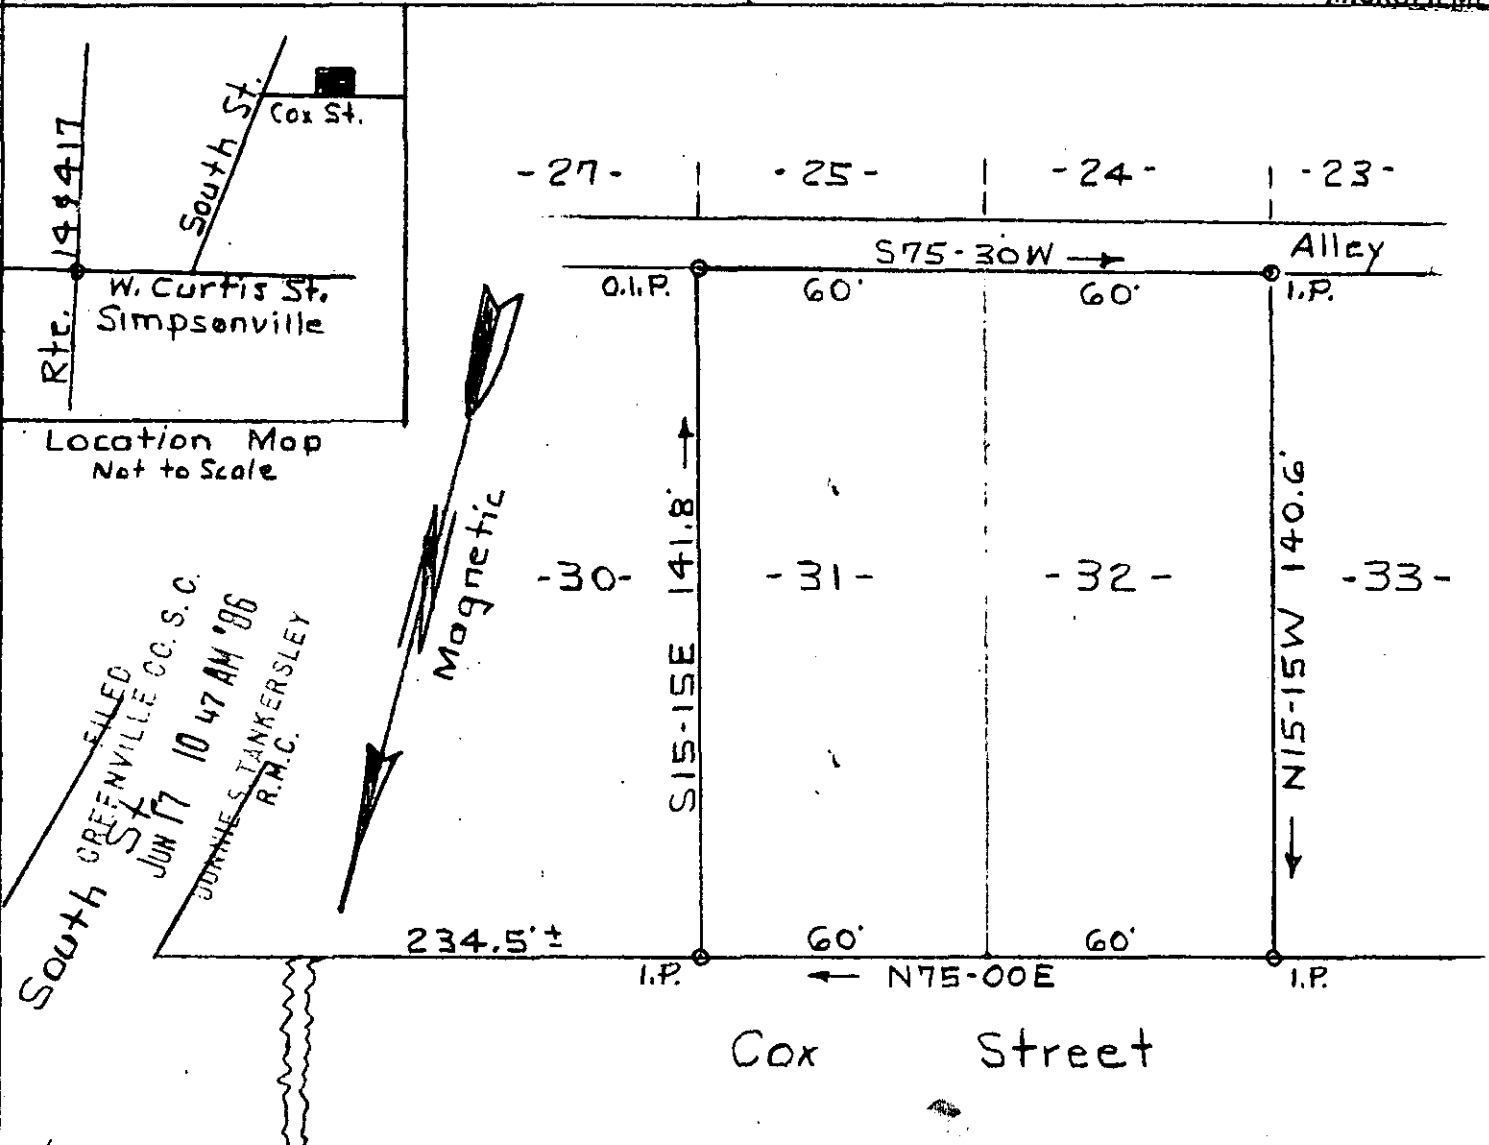 South St.
Cox St.
Rte. 14 & 417
W. Curtis St.
Simpsonville
Location Map
Not to Scale
-27-
-25-
-24-
-23-
S75-30W
Alley
O.I.P.
60'
60'
I.P.
Magnetic
-30-
S15-15E 141.8'
-31-
-32-
N15-15W 140.6'
-33-
FILED
GREENVILLE CO. S. C.
JUN 17 10 47 AM '86
DONNIE S. TANKERSLEY
R.M.C.
South St
234.5'±
60'
60'
I.P.
N75-00E
I.P.
Cox Street